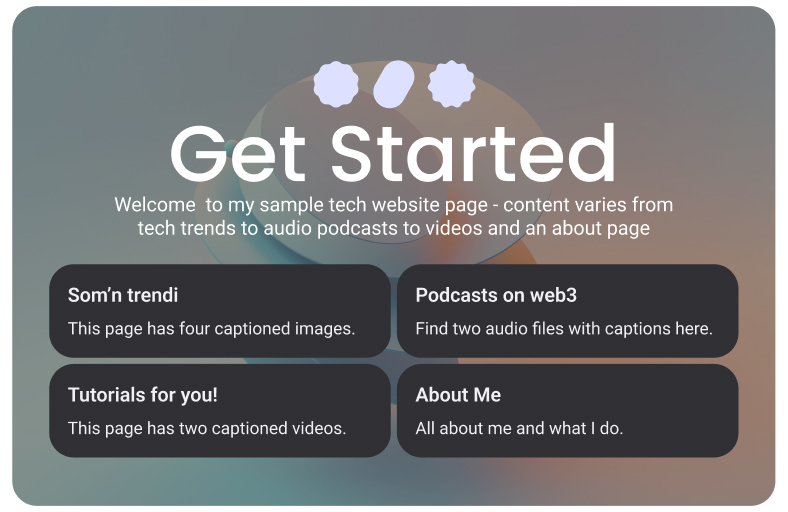 Get Started
Welcome  to my sample tech website page - content varies from
tech trends to audio podcasts to videos and an about page
Som’n trendi
This page has four captioned images.
Podcasts on web3
Find two audio files with captions here.
Tutorials for you!
This page has two captioned videos.
About Me
All about me and what I do.